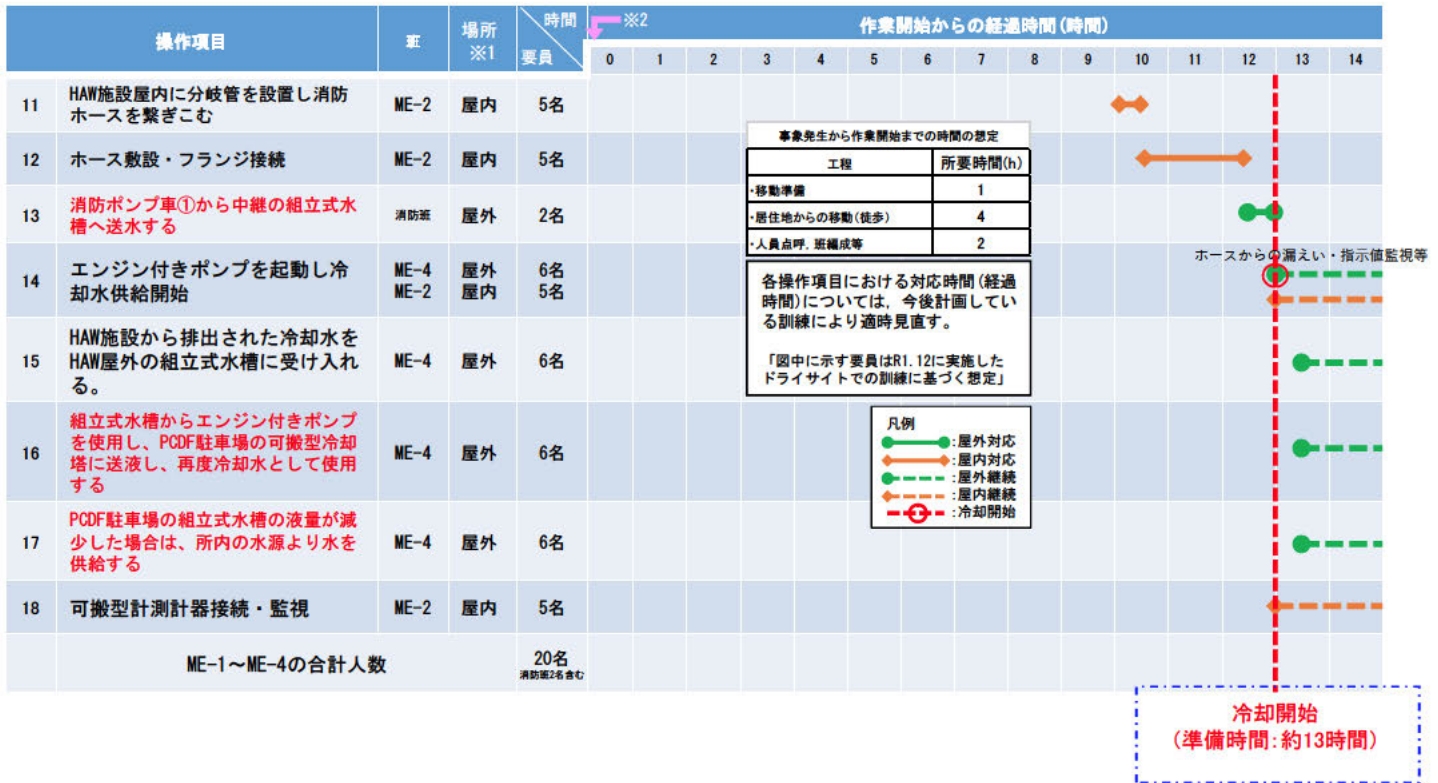 操作項目 班 場所※1 時間 要員 ※2 作業開始からの経過時間(時間)
0 1 2 3 4 5 6 7 8 9 10 11 12 13 14
11 HAW施設屋内に分岐管を設置し消防
ホースを繋ぎこむ ME-2 屋内 5名
12 ホース敷設・フランジ接続 ME-2 屋内 5名
13 消防ポンプ車①から中継の組立式水
槽へ送水する 消防班 屋外 2名
14 エンジン付きポンプを起動し冷
却水供給開始 ME-4 屋外 6名
ME-2 屋内 5名
15 HAW施設から排出された冷却水を
HAW屋外の組立式水槽に受け入れ
る。 ME-4 屋外 6名
16 組立式水槽からエンジン付きポンプ
を使用し、PCDF駐車場の可搬型冷却
塔に送液し、再度冷却水として使用
する ME-4 屋外 6名
17 PCDF駐車場の組立式水槽の液量が減
少した場合は、所内の水源より水を
供給する ME-4 屋外 6名
18 可搬型計測計器接続・監視 ME-2 屋内 5名
ME-1～ME-4の合計人数 20名
消防班2名含む
事象発生から作業開始までの時間の想定
工程 所要時間(h)
・移動準備 1
・居住地からの移動(徒歩) 4
・人員点呼，班編成等 2
各操作項目における対応時間(経過
時間)については，今後計画してい
る訓練により適時見直す。
「図中に示す要員はR1.12に実施した
ドライサイトでの訓練に基づく想定」
凡例
:屋外対応
:屋内対応
:屋外継続
:屋内継続
:冷却開始
ホースからの漏えい・指示値監視等
冷却開始
(準備時間:約13時間)